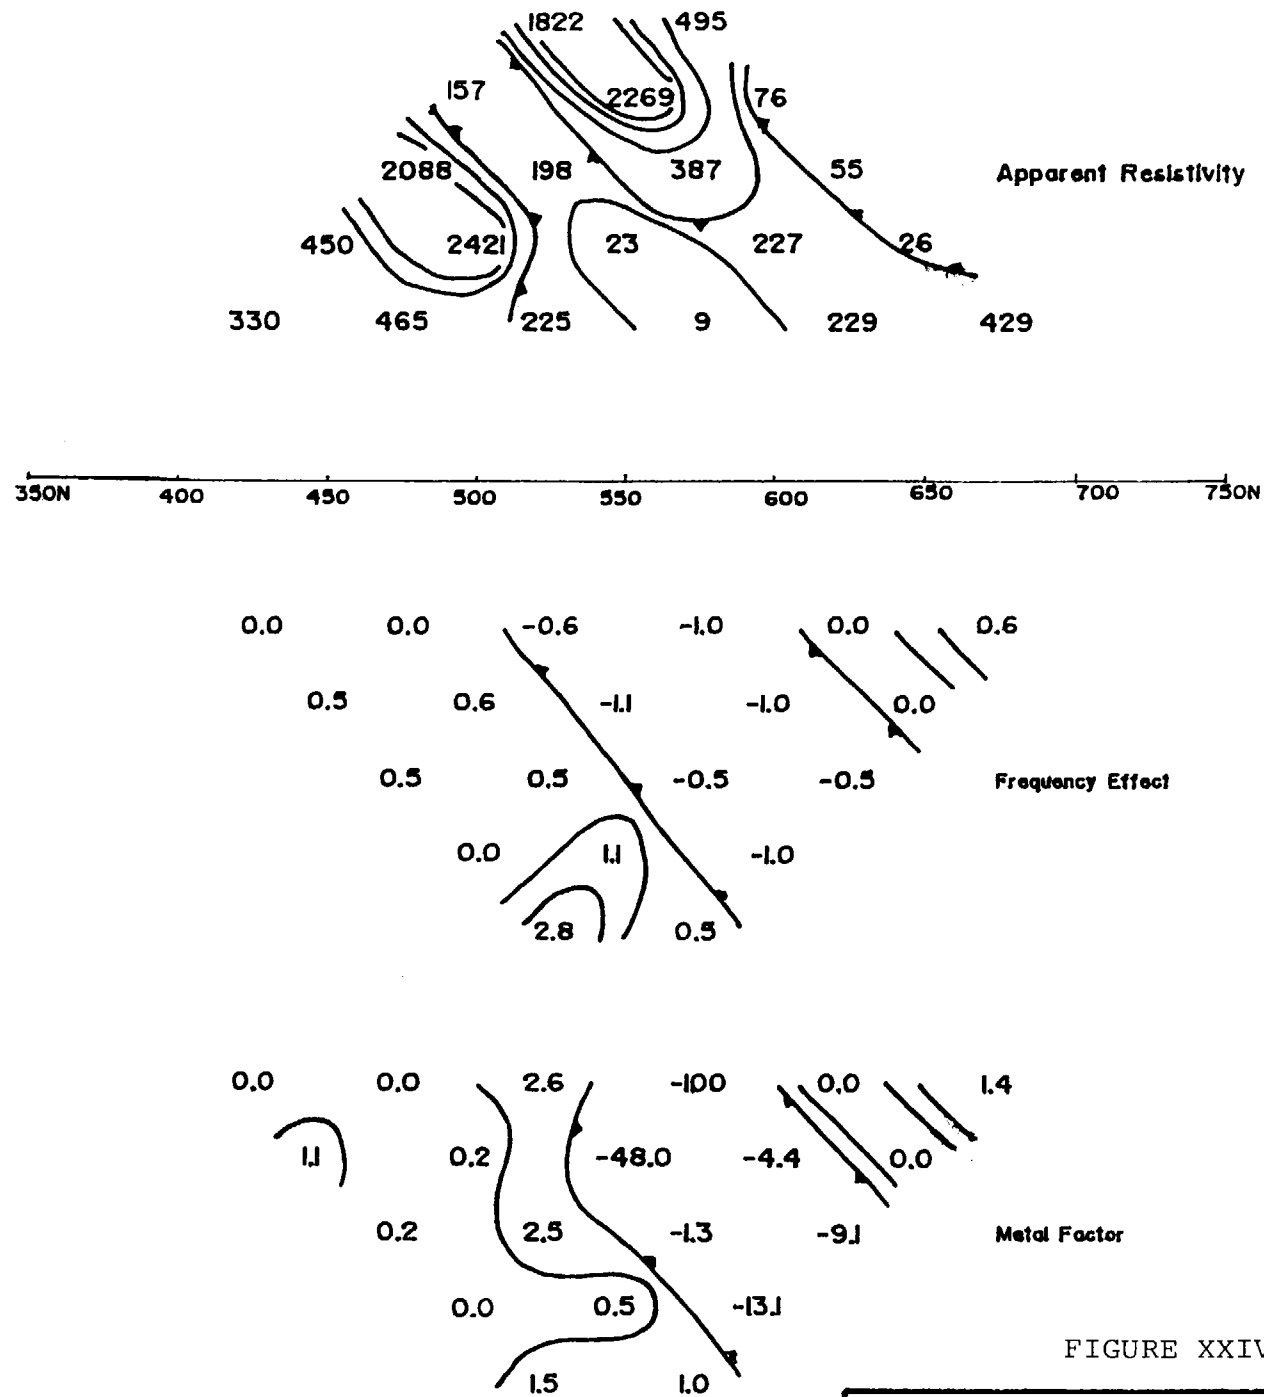 1822 495
157 2269 76
2088 198 387 55 Apparent Resistivity
450 2421 23 227 26
330 465 225 9 229 429
350N 400 450 500 550 600 650 700 750N
0.0 0.0 -0.6 -1.0 0.0 0.6
0.5 0.6 -1.1 -1.0 0.0
0.5 0.5 -0.5 -0.5 Frequency Effect
0.0 1.1 -1.0
2.8 0.5
0.0 0.0 2.6 -100 0.0 1.4
1.1 0.2 -48.0 -4.4 0.0
0.2 2.5 -1.3 -9.1 Metal Factor
0.0 0.5 -13.1
FIGURE XXIV
1.5 1.0